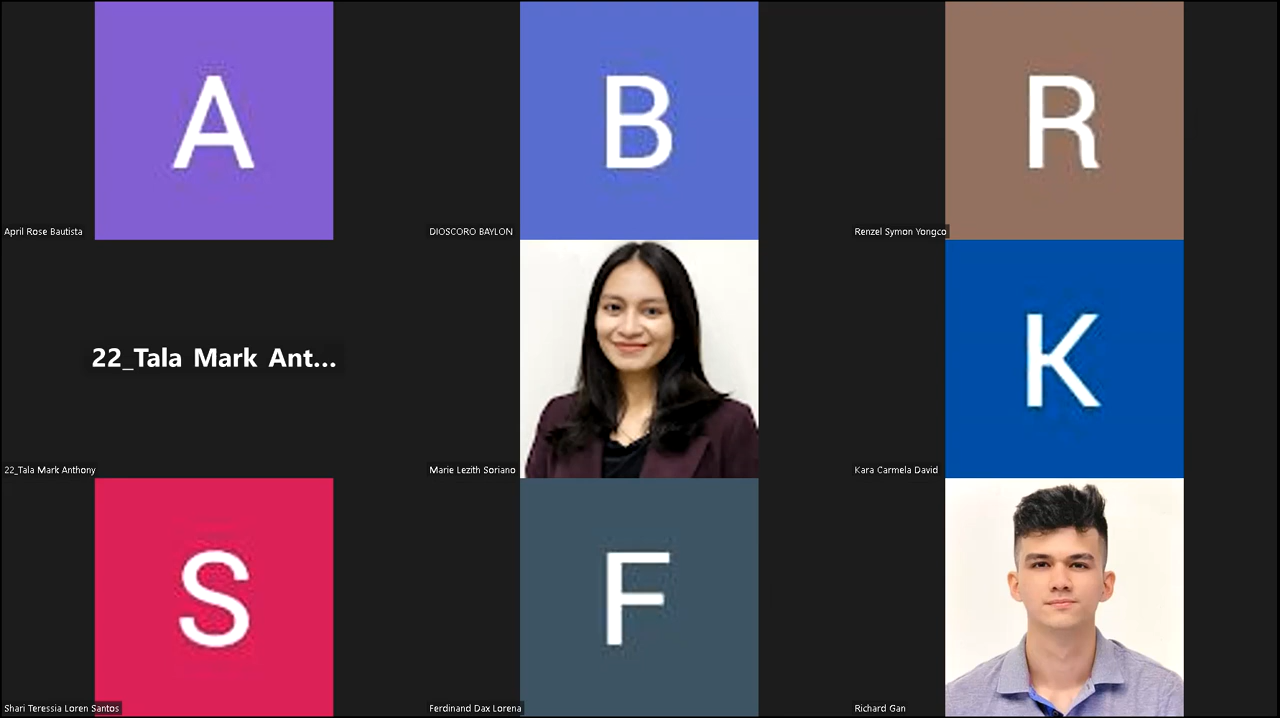 A
April Rose Bautista
B
DIOSCORO BAYLON
R
Renzel Symon Yongco
22_Tala Mark Ant...
22_Tala Mark Anthony
Marie Lezith Soriano
K
Kara Carmela David
S
Shari Teressia Loren Santos
F
Ferdinand Dax Lorena
Richard Gan